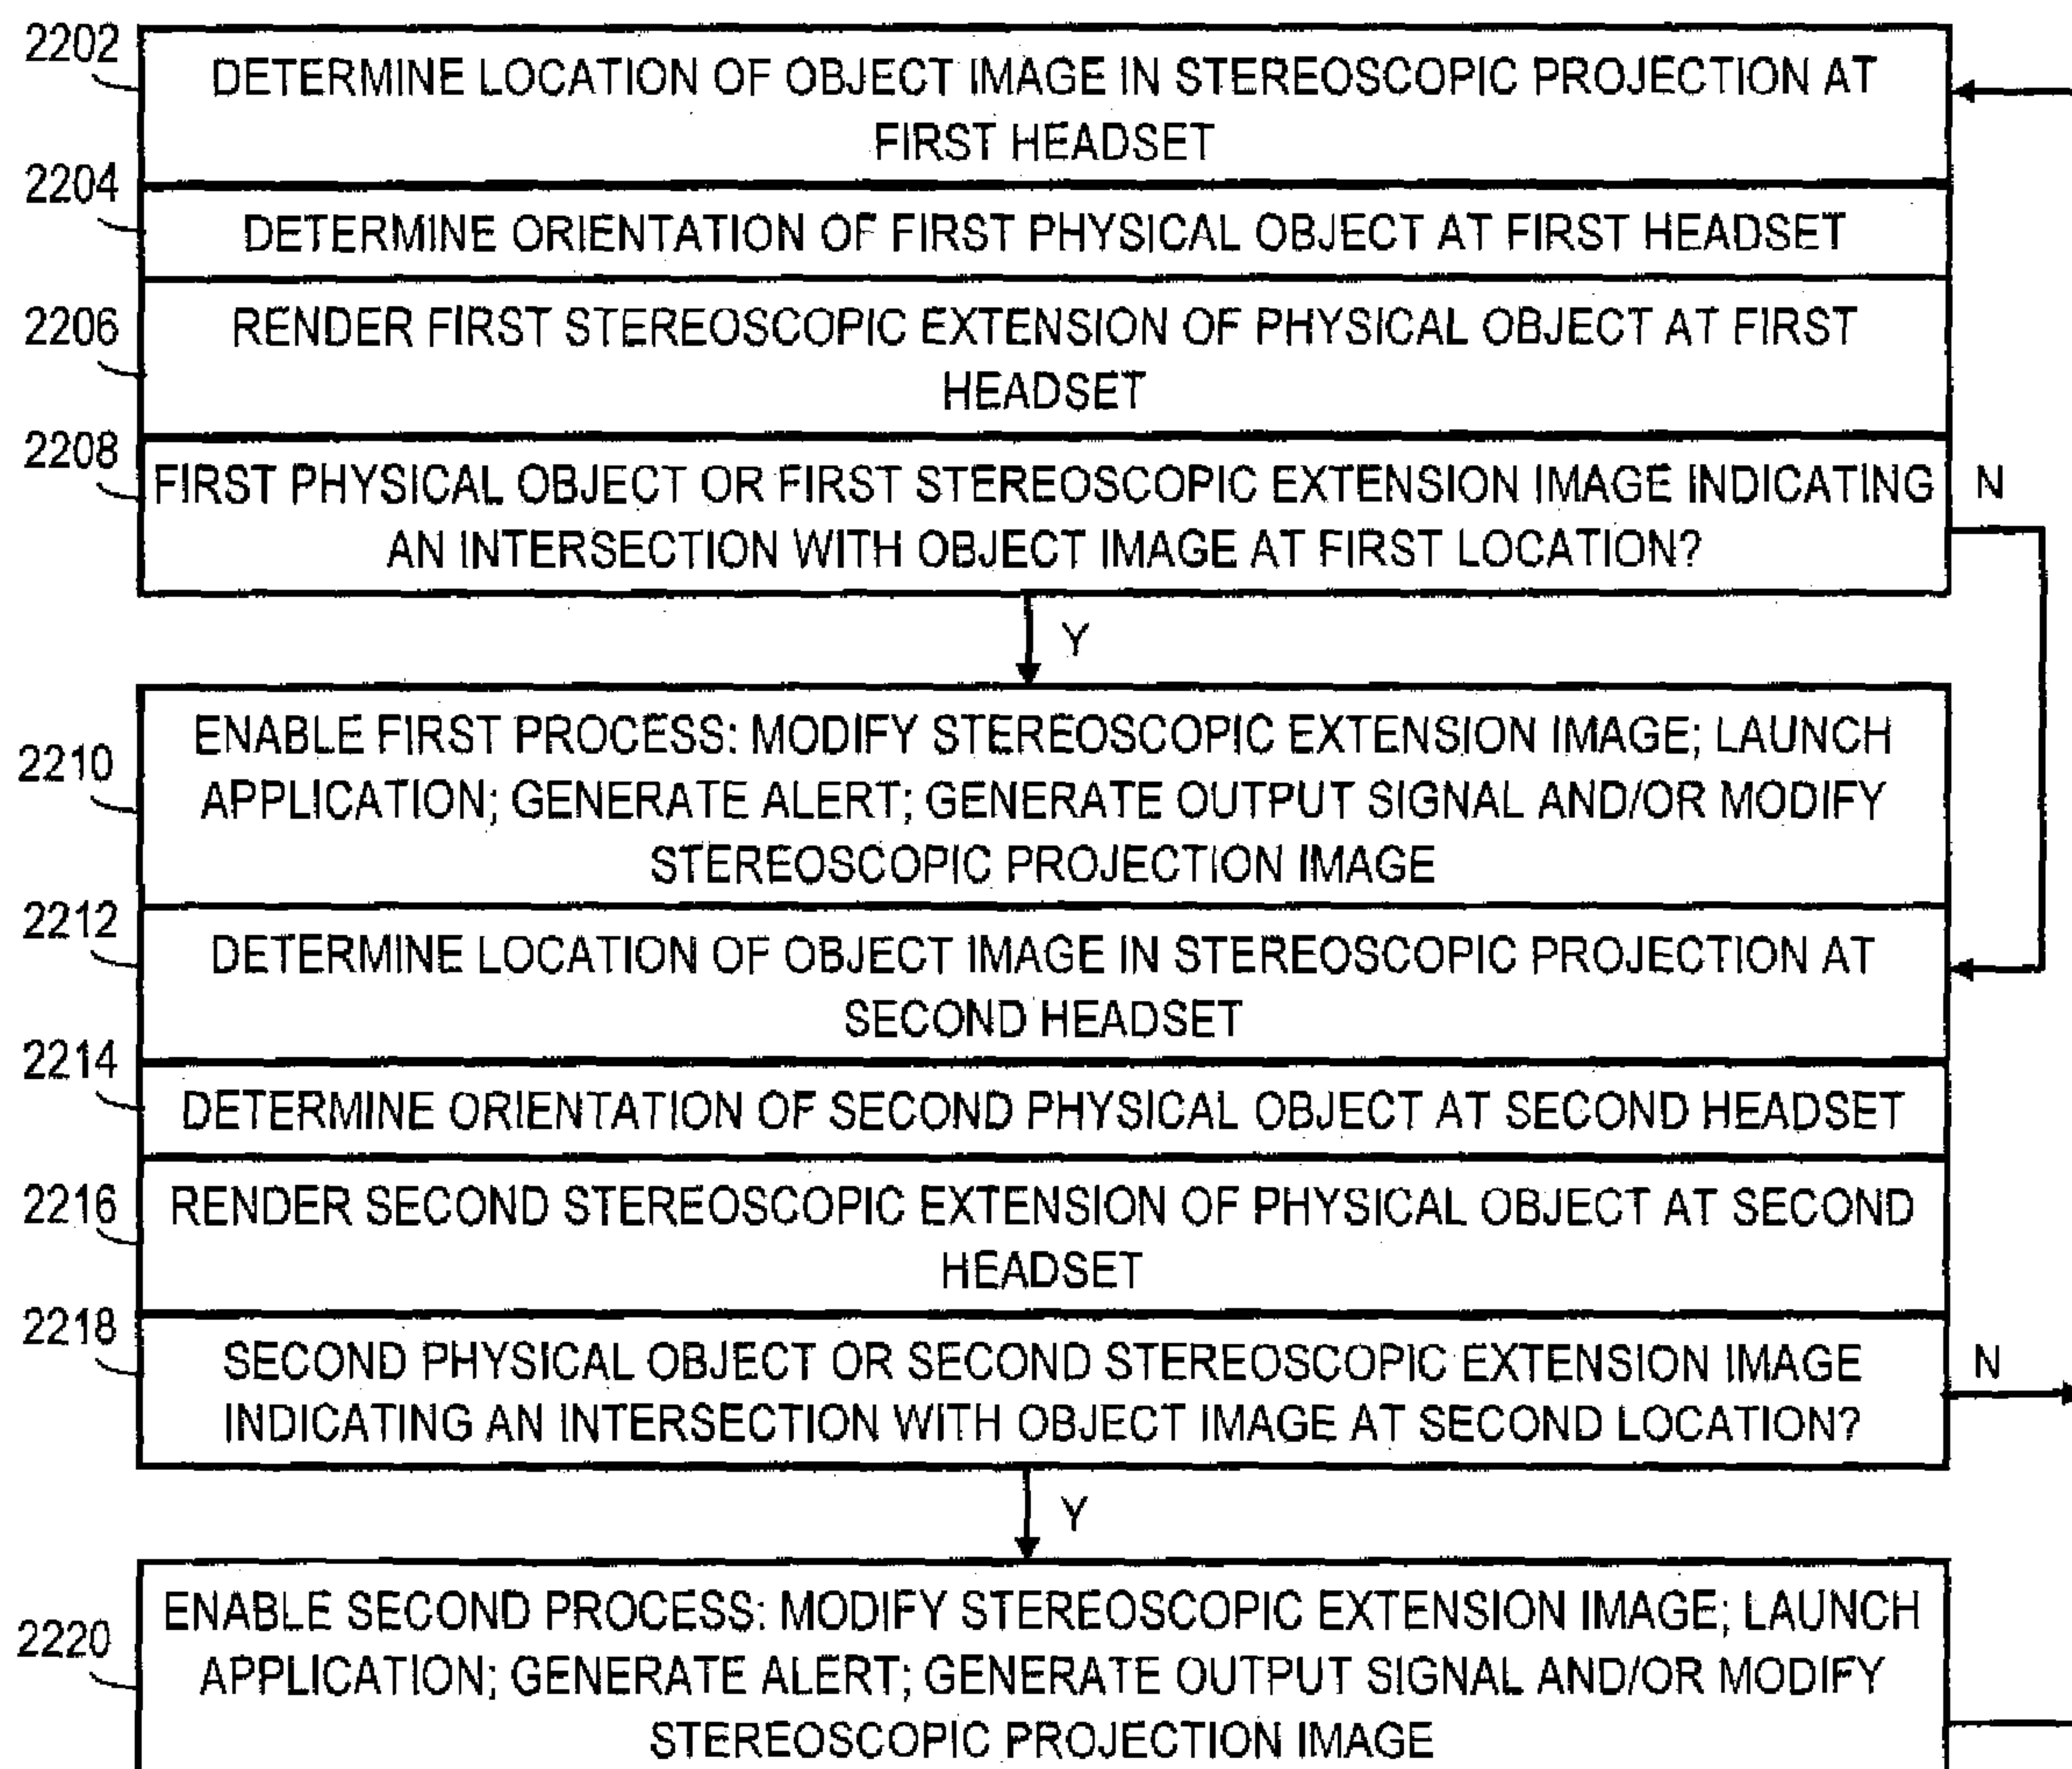 2202
DETERMINE LOCATION OF OBJECT IMAGE IN STEREOSCOPIC PROJECTION AT
FIRST HEADSET
2204
DETERMINE ORIENTATION OF FIRST PHYSICAL OBJECT AT FIRST HEADSET
2206
RENDER FIRST STEREOSCOPIC EXTENSION OF PHYSICAL OBJECT AT FIRST
HEADSET
2208
FIRST PHYSICAL OBJECT OR FIRST STEREOSCOPIC EXTENSION IMAGE INDICATING
AN INTERSECTION WITH OBJECT IMAGE AT FIRST LOCATION?
N
Y
2210
ENABLE FIRST PROCESS: MODIFY STEREOSCOPIC EXTENSION IMAGE; LAUNCH
APPLICATION; GENERATE ALERT; GENERATE OUTPUT SIGNAL AND/OR MODIFY
STEREOSCOPIC PROJECTION IMAGE
2212
DETERMINE LOCATION OF OBJECT IMAGE IN STEREOSCOPIC PROJECTION AT
SECOND HEADSET
2214
DETERMINE ORIENTATION OF SECOND PHYSICAL OBJECT AT SECOND HEADSET
2216
RENDER SECOND STEREOSCOPIC EXTENSION OF PHYSICAL OBJECT AT SECOND
HEADSET
2218
SECOND PHYSICAL OBJECT OR SECOND STEREOSCOPIC EXTENSION IMAGE
INDICATING AN INTERSECTION WITH OBJECT IMAGE AT SECOND LOCATION?
N
Y
2220
ENABLE SECOND PROCESS: MODIFY STEREOSCOPIC EXTENSION IMAGE; LAUNCH
APPLICATION; GENERATE ALERT; GENERATE OUTPUT SIGNAL AND/OR MODIFY
STEREOSCOPIC PROJECTION IMAGE